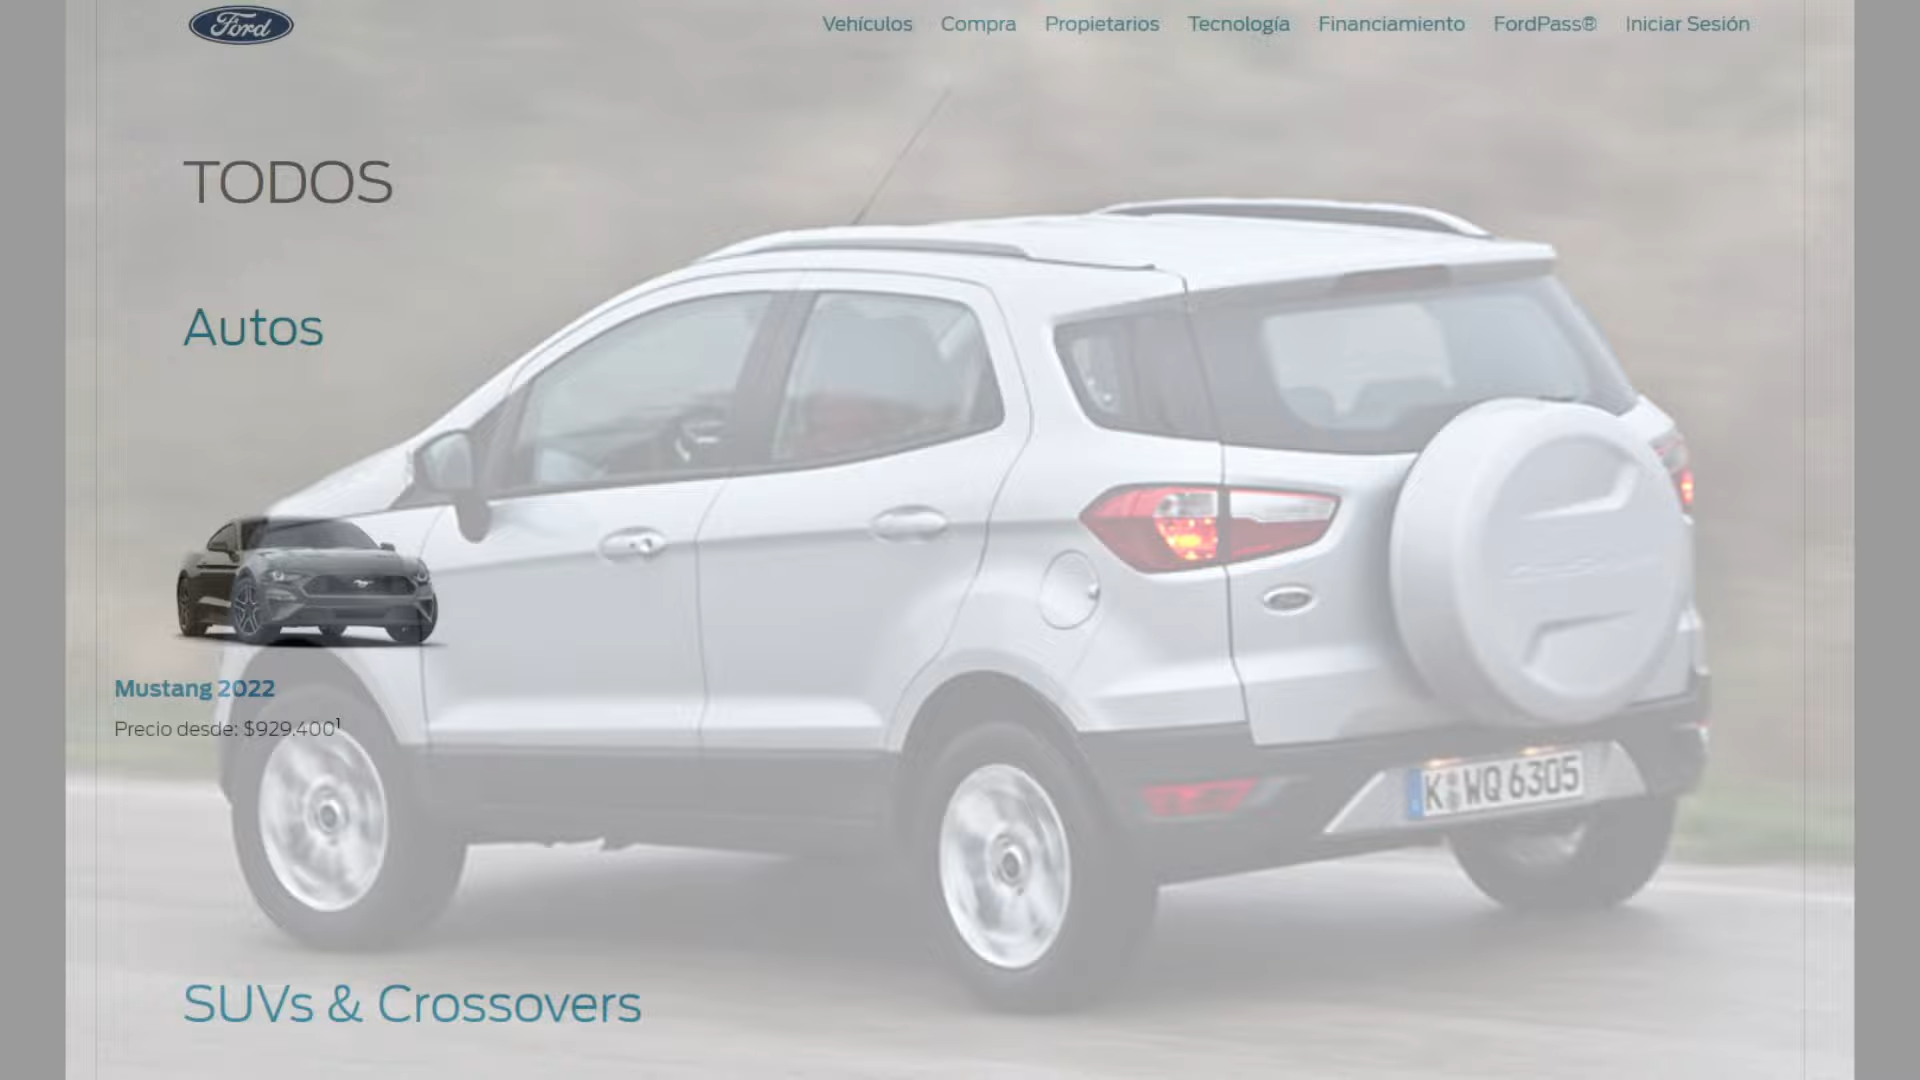 Ford
Vehículos Compra Propietarios Tecnología Financiamiento FordPass® Iniciar Sesión
TODOS
Autos
Mustang 2022
Precio desde: $929.400¹
K WQ 6305
SUVs & Crossovers